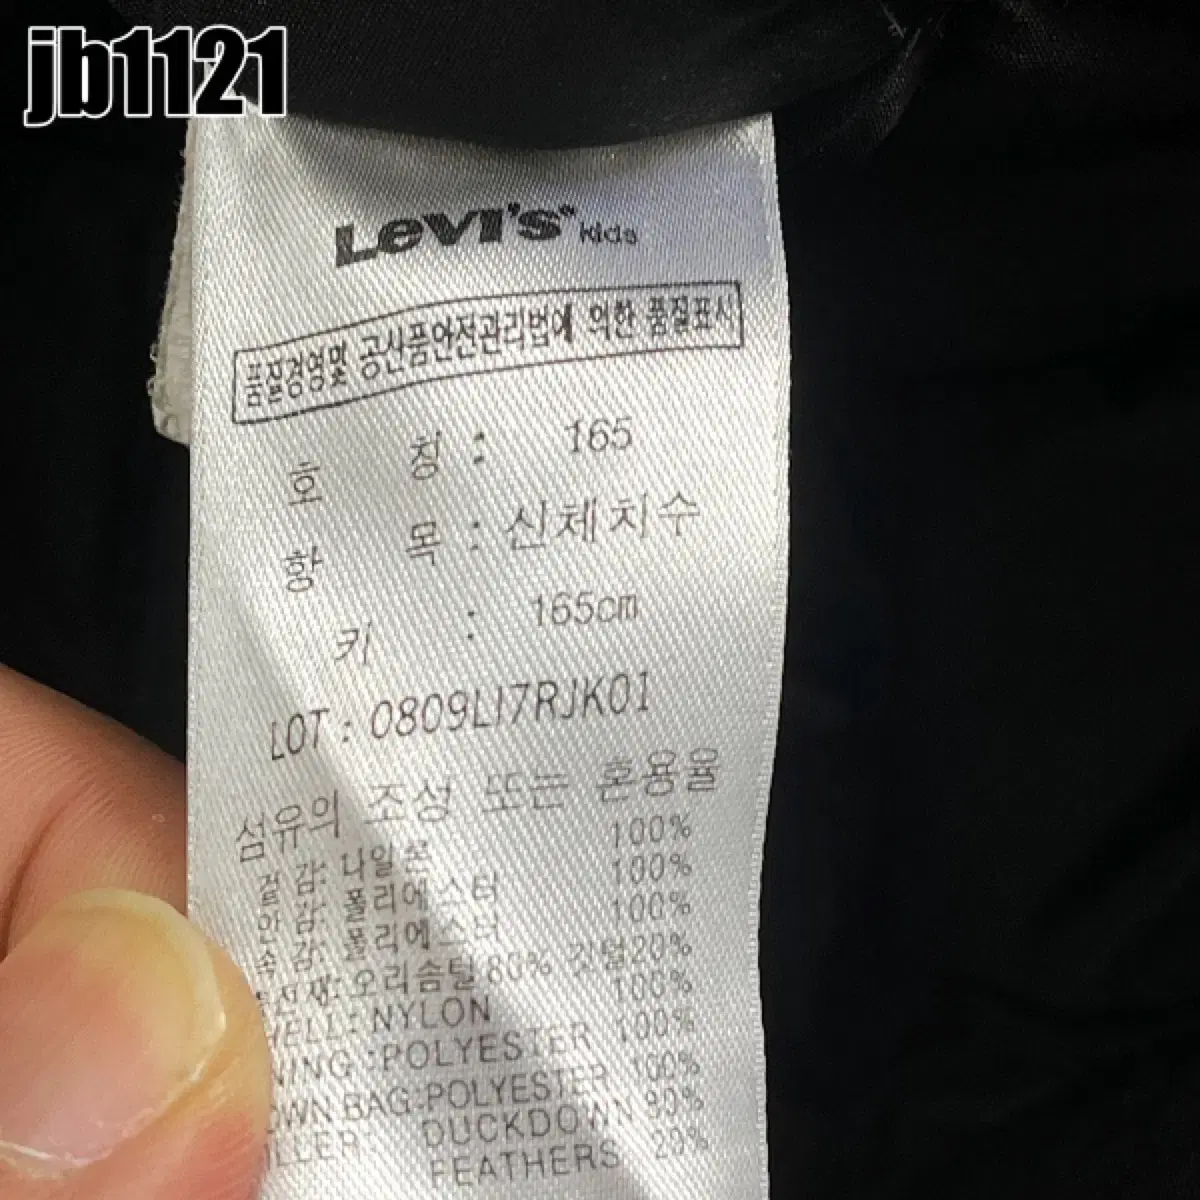 jb1121
Levi's® kids
품질경영및 공산품안전관리법에 의한 품질표시
호 칭 : 165
항 목 : 신체치수
키 : 165cm
LOT : 0809LI7RJK01
섬유의 조성 또는 혼용율
겉 감: 나일론 100%
안 감: 폴리에스터 100%
속 감: 폴리에스터 100%
충전재: 오리솜털 80% 깃털20%
ELL: NYLON 100%
NING :POLYESTER 100%
OWN BAG:POLYESTER 100%
ILLER: DUCKDOWN 80%
FEATHERS 20%